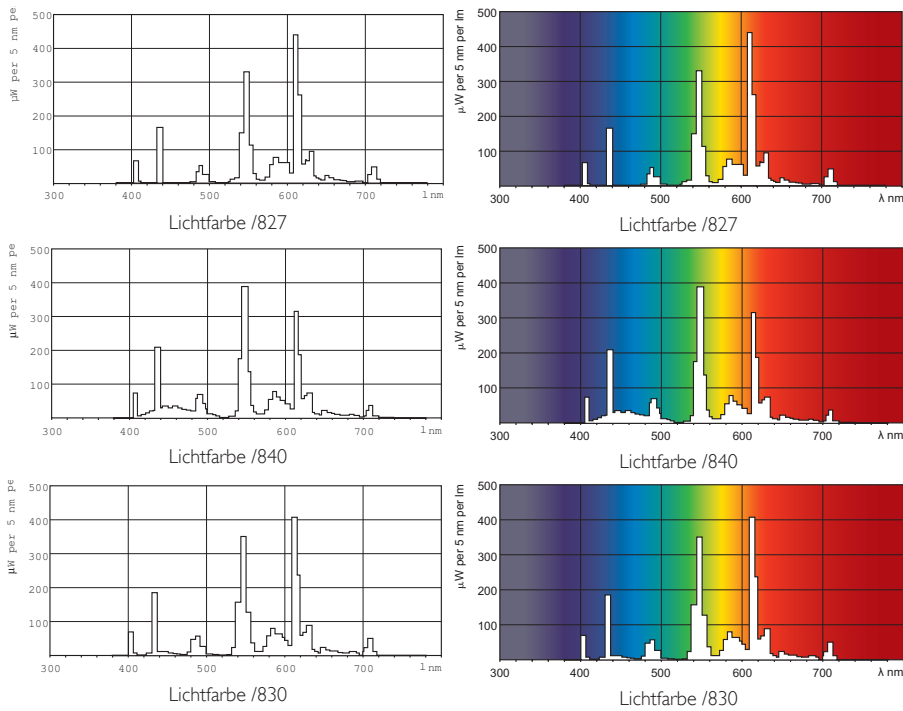 500
400
300
200
100
µW per 5 nm pe
300 400 500 600 700 l nm
Lichtfarbe /827
500
400
300
200
100
µW per 5 nm per lm
300 400 500 600 700 λ nm
Lichtfarbe /827
500
400
300
200
100
µW per 5 nm pe
300 400 500 600 700 l nm
Lichtfarbe /840
500
400
300
200
100
µW per 5 nm per lm
300 400 500 600 700 λ nm
Lichtfarbe /840
500
400
300
200
100
µW per 5 nm pe
300 400 500 600 700 l nm
Lichtfarbe /830
500
400
300
200
100
µW per 5 nm per lm
300 400 500 600 700 λ nm
Lichtfarbe /830